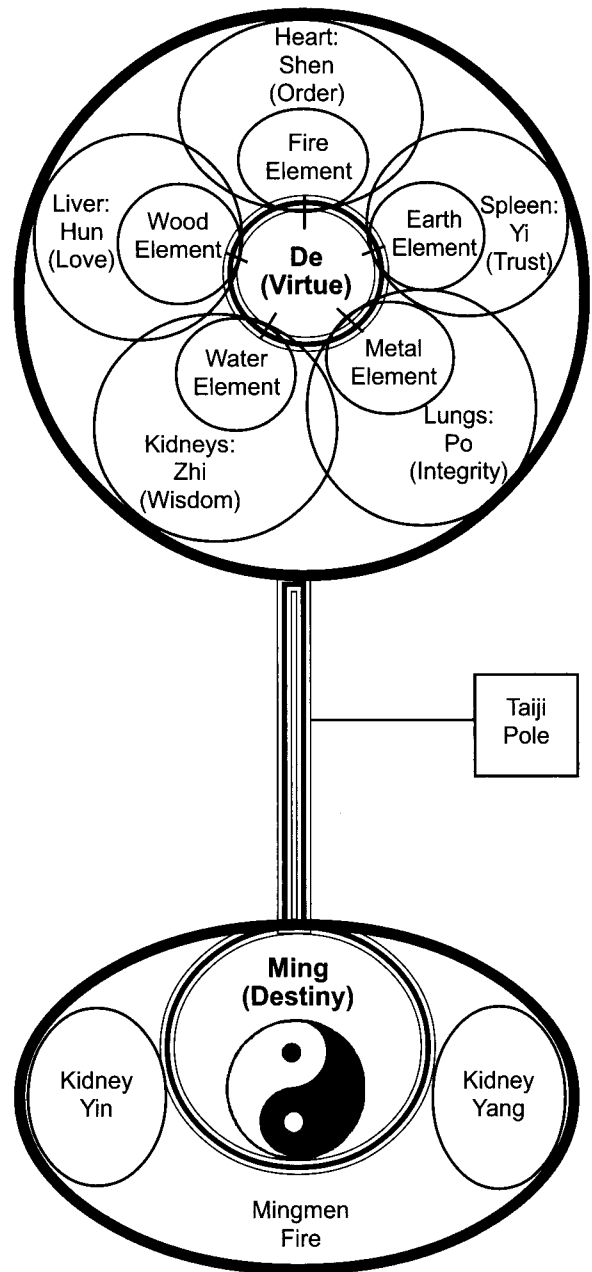 Heart:
Shen
(Order)
Fire
Element
Liver:
Hun
(Love)
Wood
Element
De
(Virtue)
Earth
Element
Spleen:
Yi
(Trust)
Water
Element
Metal
Element
Kidneys:
Zhi
(Wisdom)
Lungs:
Po
(Integrity)
Taiji
Pole
Ming
(Destiny)
Kidney
Yin
Kidney
Yang
Mingmen
Fire